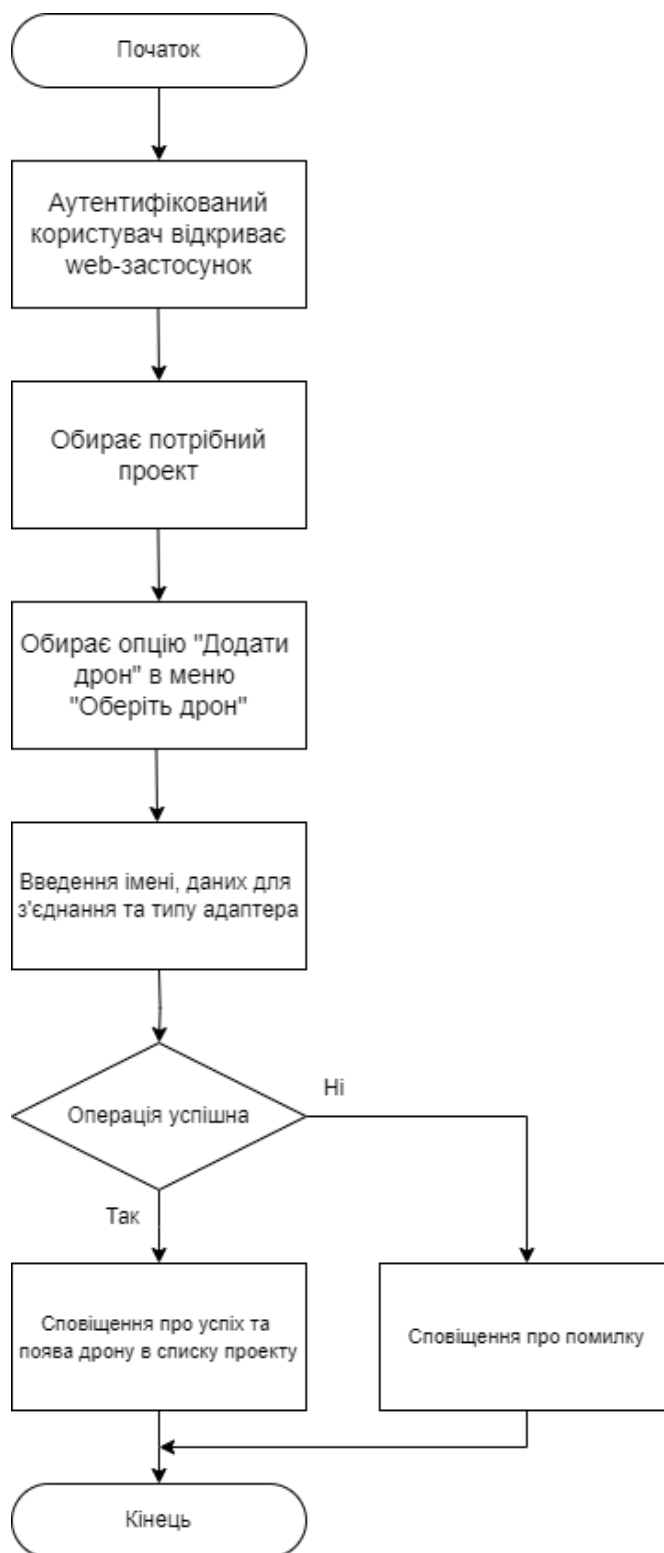 Початок
Аутентифікований
користувач відкриває
web-застосунок
Обирає потрібний
проект
Обирає опцію "Додати
дрон" в меню
"Оберіть дрон"
Введення імені, даних для
з'єднання та типу адаптера
Операція успішна
Ні
Так
Сповіщення про успіх та
поява дрону в списку проекту
Сповіщення про помилку
Кінець